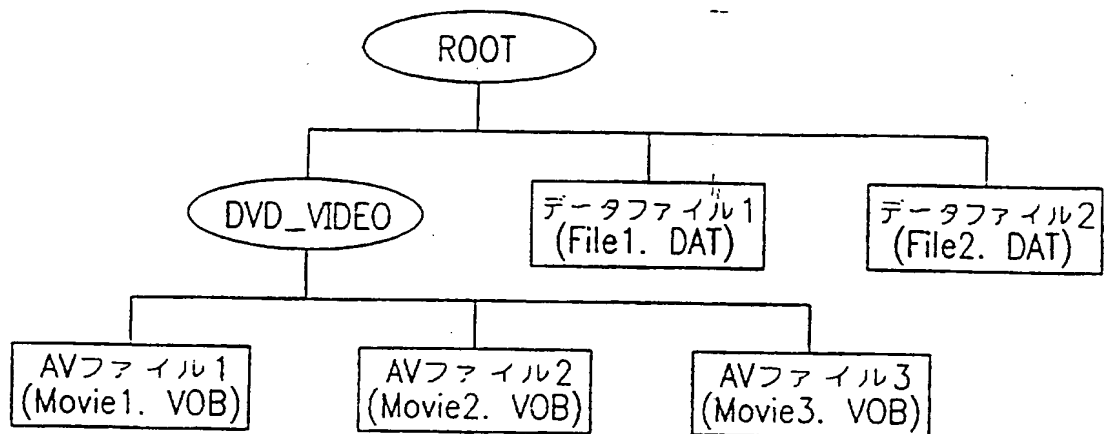 ROOT
DVD_VIDEO
データファイル1
(File1. DAT)
データファイル2
(File2. DAT)
AVファイル1
(Movie1. VOB)
AVファイル2
(Movie2. VOB)
AVファイル3
(Movie3. VOB)